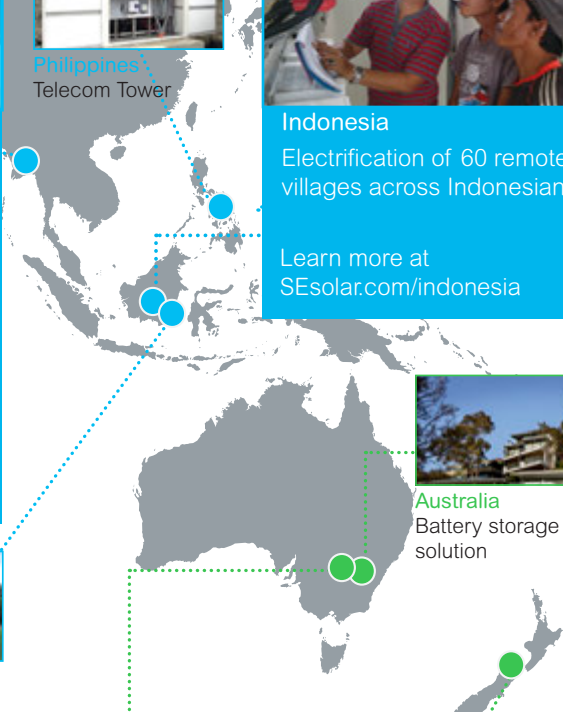 Philippines
Telecom Tower
Indonesia
Electrification of 60 remote
villages across Indonesian
Learn more at
SEsolar.com/indonesia
Australia
Battery storage
solution